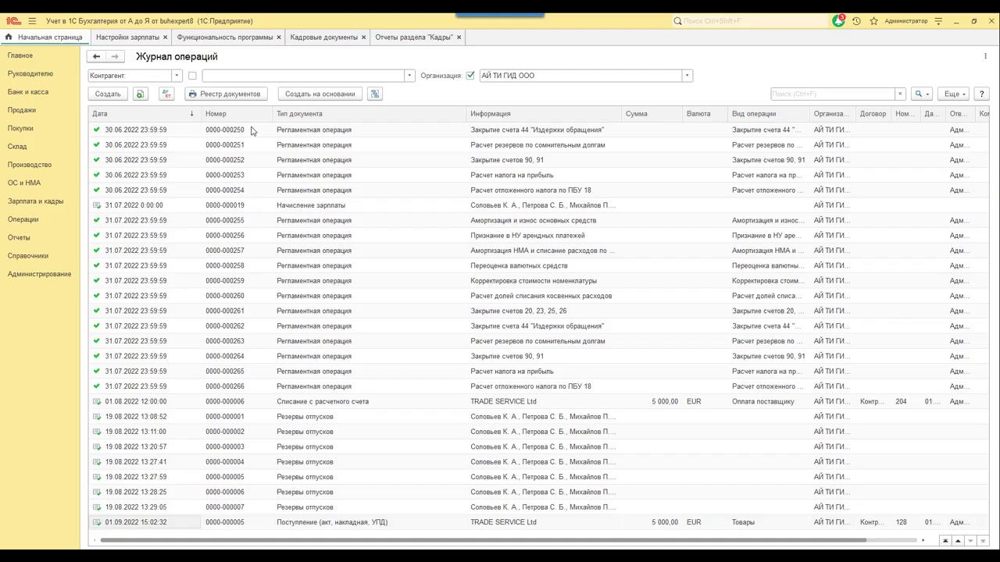 1С Учет в 1С Бухгалтерия от А до Я от buhexpert8 (1С:Предприятие) Поиск Ctrl+Shift+F 3 Администратор
Начальная страница Настройки зарплаты × Функциональность программы × Кадровые документы × Отчеты раздела "Кадры" ×
Главное
Руководителю
Банк и касса
Продажи
Покупки
Склад
Производство
ОС и НМА
Зарплата и кадры
Операции
Отчеты
Справочники
Администрирование
Журнал операций
Контрагент: Организация: АЙ ТИ ГИД ООО
Создать Дт Кт Реестр документов Создать на основании Поиск (Ctrl+F) × Еще ?
Дата ↓ Номер Тип документа Информация Сумма Валюта Вид операции Организа... Договор Ном... Да... Отв... Ком
30.06.2022 23:59:59 0000-000250 Регламентная операция Закрытие счета 44 "Издержки обращения" Закрытие счета 44 "... АЙ ТИ ГИ... Адм...
30.06.2022 23:59:59 0000-000251 Регламентная операция Расчет резервов по сомнительным долгам Расчет резервов по ... АЙ ТИ ГИ... Адм...
30.06.2022 23:59:59 0000-000252 Регламентная операция Закрытие счетов 90, 91 Закрытие счетов 90, 91 АЙ ТИ ГИ... Адм...
30.06.2022 23:59:59 0000-000253 Регламентная операция Расчет налога на прибыль Расчет налога на пр... АЙ ТИ ГИ... Адм...
30.06.2022 23:59:59 0000-000254 Регламентная операция Расчет отложенного налога по ПБУ 18 Расчет отложенного ... АЙ ТИ ГИ... Адм...
31.07.2022 0:00:00 0000-000019 Начисление зарплаты Соловьев К. А., Петрова С. Б., Михайлов П.... АЙ ТИ ГИ...
31.07.2022 23:59:59 0000-000255 Регламентная операция Амортизация и износ основных средств Амортизация и износ... АЙ ТИ ГИ... Адм...
31.07.2022 23:59:59 0000-000256 Регламентная операция Признание в НУ арендных платежей Признание в НУ аре... АЙ ТИ ГИ... Адм...
31.07.2022 23:59:59 0000-000257 Регламентная операция Амортизация НМА и списание расходов по ... Амортизация НМА и ... АЙ ТИ ГИ... Адм...
31.07.2022 23:59:59 0000-000258 Регламентная операция Переоценка валютных средств Переоценка валютны... АЙ ТИ ГИ... Адм...
31.07.2022 23:59:59 0000-000259 Регламентная операция Корректировка стоимости номенклатуры Корректировка стоим... АЙ ТИ ГИ... Адм...
31.07.2022 23:59:59 0000-000260 Регламентная операция Расчет долей списания косвенных расходов Расчет долей списа... АЙ ТИ ГИ... Адм...
31.07.2022 23:59:59 0000-000261 Регламентная операция Закрытие счетов 20, 23, 25, 26 Закрытие счетов 20, ... АЙ ТИ ГИ... Адм...
31.07.2022 23:59:59 0000-000262 Регламентная операция Закрытие счета 44 "Издержки обращения" Закрытие счета 44 "... АЙ ТИ ГИ... Адм...
31.07.2022 23:59:59 0000-000263 Регламентная операция Расчет резервов по сомнительным долгам Расчет резервов по ... АЙ ТИ ГИ... Адм...
31.07.2022 23:59:59 0000-000264 Регламентная операция Закрытие счетов 90, 91 Закрытие счетов 90, 91 АЙ ТИ ГИ... Адм...
31.07.2022 23:59:59 0000-000265 Регламентная операция Расчет налога на прибыль Расчет налога на пр... АЙ ТИ ГИ... Адм...
31.07.2022 23:59:59 0000-000266 Регламентная операция Расчет отложенного налога по ПБУ 18 Расчет отложенного ... АЙ ТИ ГИ... Адм...
01.08.2022 12:00:00 0000-000006 Списание с расчетного счета TRADE SERVICE Ltd 5 000,00 EUR Оплата поставщику АЙ ТИ ГИ... Контр... 204 01.... Адм...
19.08.2022 13:08:52 0000-000001 Резервы отпусков Соловьев К. А., Петрова С. Б., Михайлов П.... АЙ ТИ ГИ...
19.08.2022 13:11:00 0000-000002 Резервы отпусков Соловьев К. А., Петрова С. Б., Михайлов П.... АЙ ТИ ГИ...
19.08.2022 13:20:57 0000-000003 Резервы отпусков Соловьев К. А., Петрова С. Б., Михайлов П.... АЙ ТИ ГИ...
19.08.2022 13:27:41 0000-000004 Резервы отпусков Соловьев К. А., Петрова С. Б., Михайлов П.... АЙ ТИ ГИ...
19.08.2022 13:27:59 0000-000005 Резервы отпусков Соловьев К. А., Петрова С. Б., Михайлов П.... АЙ ТИ ГИ...
19.08.2022 13:28:25 0000-000006 Резервы отпусков Соловьев К. А., Петрова С. Б., Михайлов П.... АЙ ТИ ГИ...
19.08.2022 13:29:05 0000-000007 Резервы отпусков Соловьев К. А., Петрова С. Б., Михайлов П.... АЙ ТИ ГИ...
01.09.2022 15:02:32 0000-000005 Поступление (акт, накладная, УПД) TRADE SERVICE Ltd 5 000,00 EUR Товары АЙ ТИ ГИ... Контр... 128 01.... Адм...